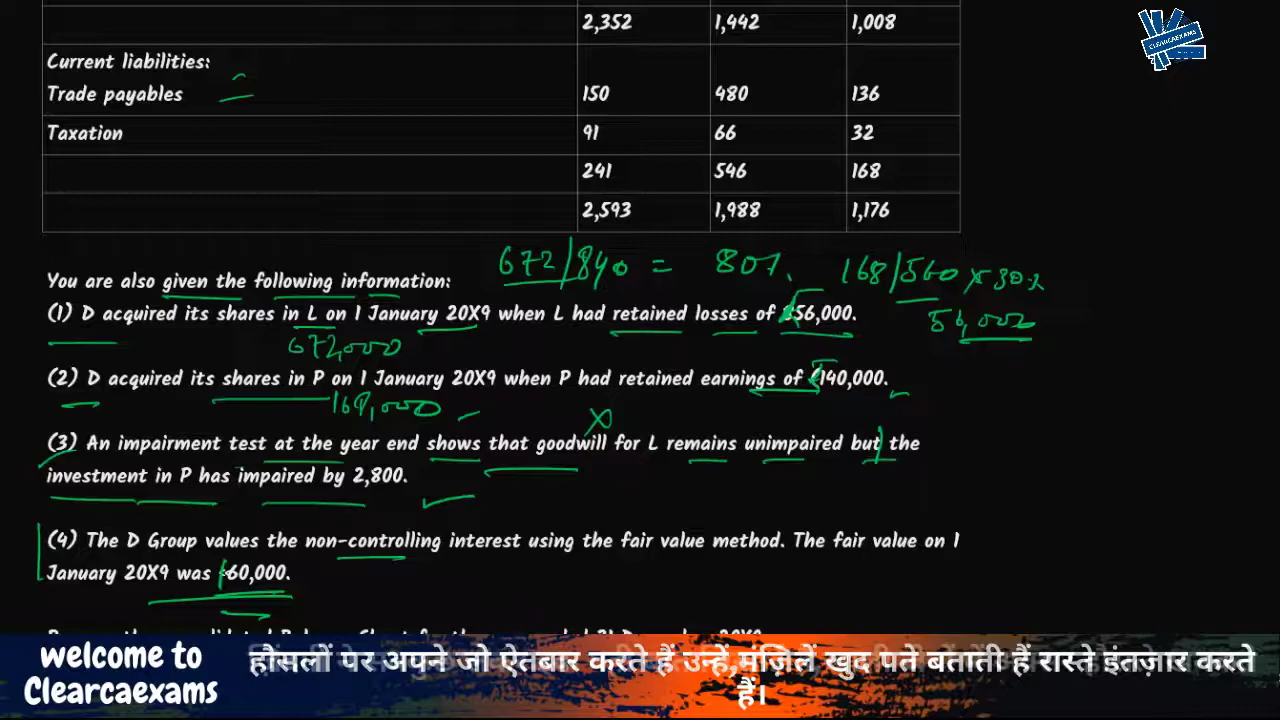 2,352 1,442 1,008
CLEARCAEXAMS
Current liabilities:
Trade payables 150 480 136
Taxation 91 66 32
241 546 168
2,593 1,988 1,176
672/840 = 80%. 168/560 × 30%
You are also given the following information:
(1) D acquired its shares in L on 1 January 20X9 when L had retained losses of 56,000.
56,000
672,000
(2) D acquired its shares in P on 1 January 20X9 when P had retained earnings of 140,000.
168,000
(3) An impairment test at the year end shows that goodwill for L remains unimpaired but the
investment in P has impaired by 2,800.
(4) The D Group values the non-controlling interest using the fair value method. The fair value on 1
January 20X9 was 60,000.
welcome to
Clearcaexams
हौंसलों पर अपने जो ऐतबार करते हैं उन्हें,मंज़िलें खुद पते बताती हैं रास्ते इंतज़ार करते
हैं।